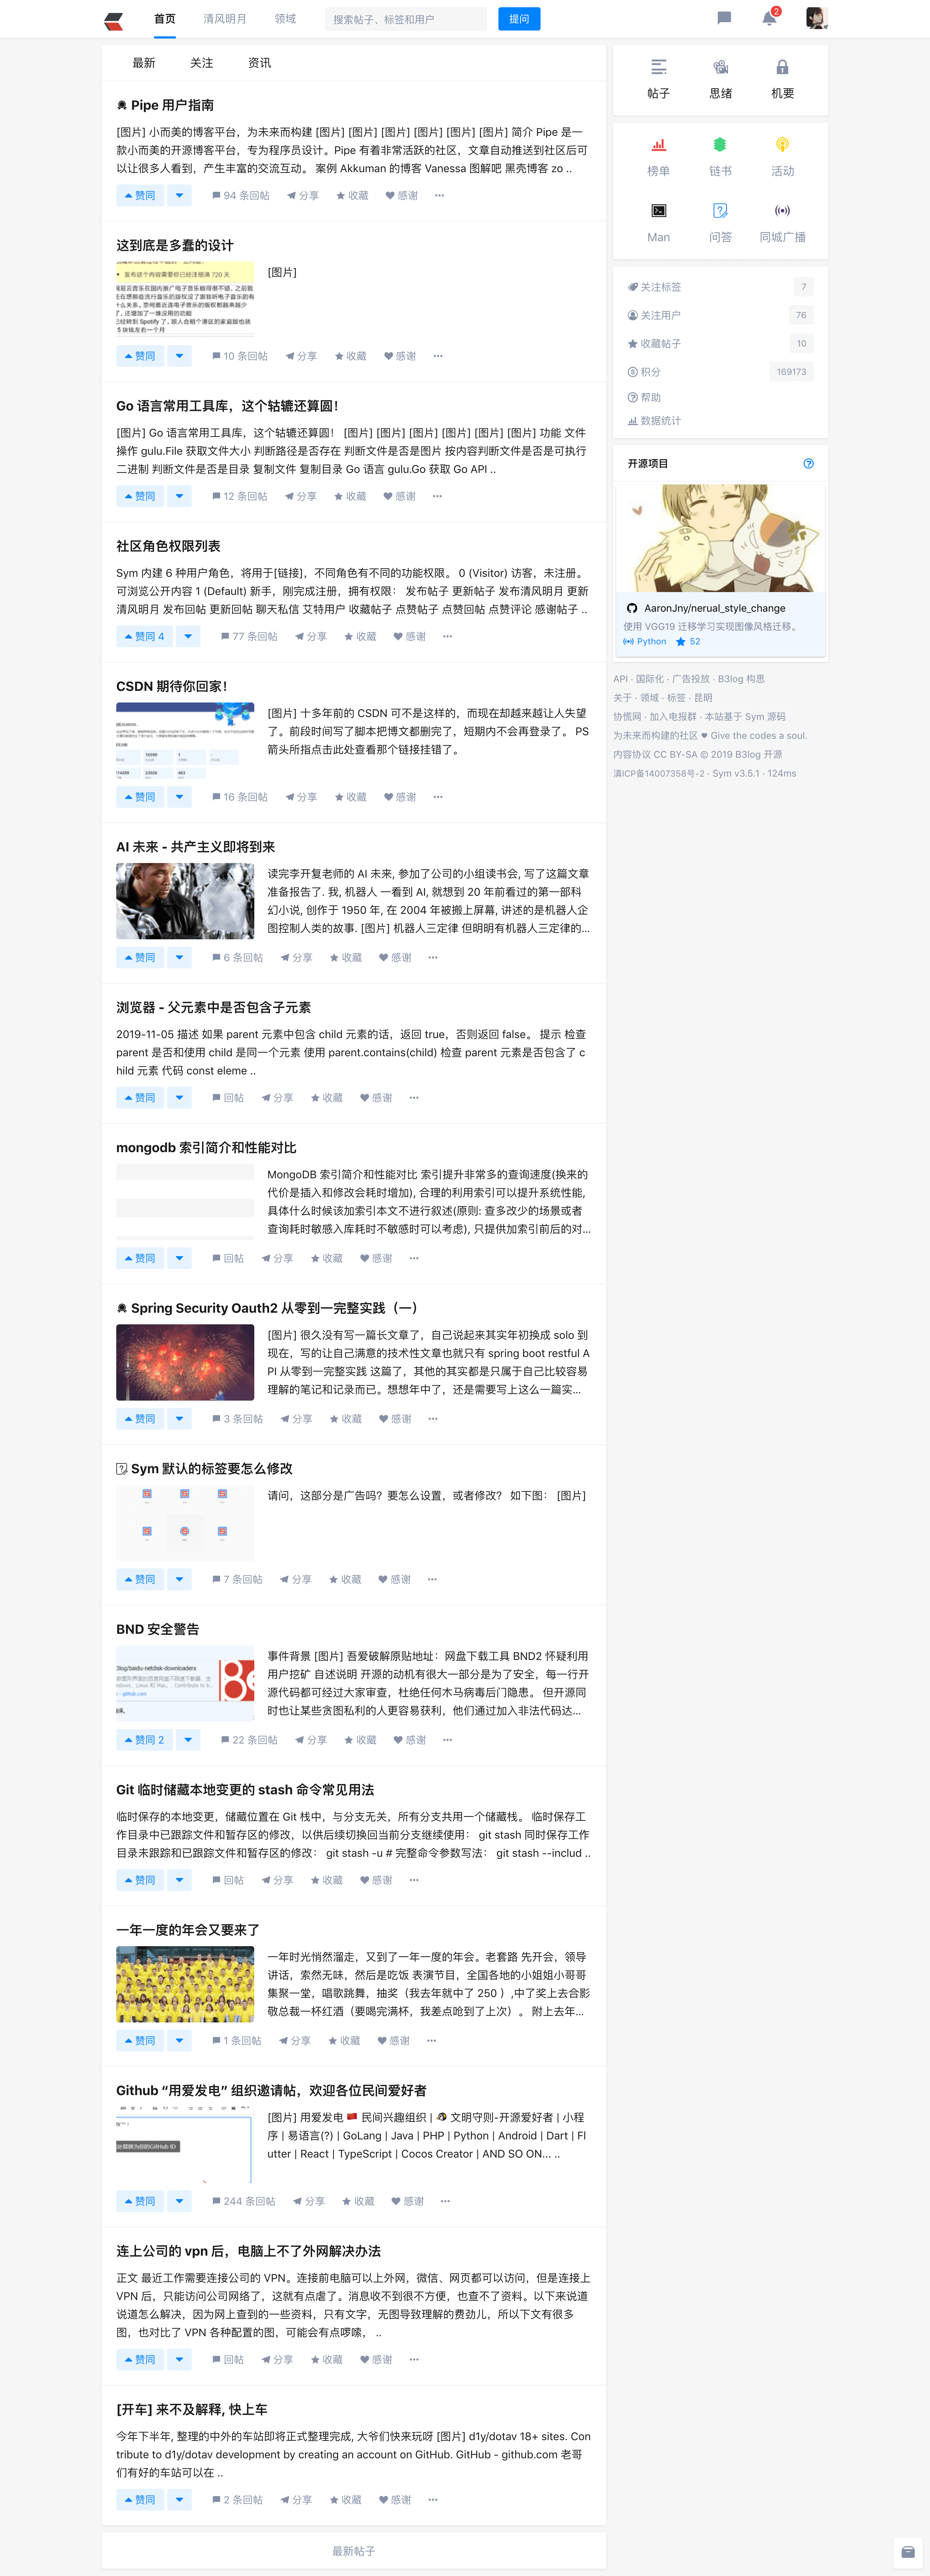 首页 清风明月 领域 搜索帖子、标签和用户 提问 2
最新 关注 资讯
Pipe 用户指南
[图片] 小而美的博客平台，为未来而构建 [图片] [图片] [图片] [图片] [图片] [图片] 简介 Pipe 是一
款小而美的开源博客平台，专为程序员设计。Pipe 有着非常活跃的社区，文章自动推送到社区后可
以让很多人看到，产生丰富的交流互动。 案例 Akkuman 的博客 Vanessa 图解吧 黑壳博客 zo ..
赞同 94 条回帖 分享 收藏 感谢
这到底是多蠢的设计
发布这个内容需要你已经注册满 720 天
[图片]
赞同 10 条回帖 分享 收藏 感谢
Go 语言常用工具库，这个轱辘还算圆！
[图片] Go 语言常用工具库，这个轱辘还算圆！ [图片] [图片] [图片] [图片] [图片] [图片] 功能 文件
操作 gulu.File 获取文件大小 判断路径是否存在 判断文件是否是图片 按内容判断文件是否是可执行
二进制 判断文件是否是目录 复制文件 复制目录 Go 语言 gulu.Go 获取 Go API ..
赞同 12 条回帖 分享 收藏 感谢
社区角色权限列表
Sym 内建 6 种用户角色，将用于[链接]，不同角色有不同的功能权限。 0 (Visitor) 访客，未注册。
可浏览公开内容 1 (Default) 新手，刚完成注册，拥有权限： 发布帖子 更新帖子 发布清风明月 更新
清风明月 发布回帖 更新回帖 聊天私信 艾特用户 收藏帖子 点赞帖子 点赞回帖 点赞评论 感谢帖子 ..
赞同 4 77 条回帖 分享 收藏 感谢
CSDN 期待你回家！
[图片] 十多年前的 CSDN 可不是这样的，而现在却越来越让人失望
了。前段时间写了脚本把博文都删完了，短期内不会再登录了。 PS
箭头所指点击此处查看那个链接挂错了。
赞同 16 条回帖 分享 收藏 感谢
AI 未来 - 共产主义即将到来
读完李开复老师的 AI 未来, 参加了公司的小组读书会, 写了这篇文章
准备报告了. 我, 机器人 一看到 AI, 就想到 20 年前看过的第一部科
幻小说, 创作于 1950 年, 在 2004 年被搬上屏幕, 讲述的是机器人企
图控制人类的故事. [图片] 机器人三定律 但明明有机器人三定律的...
赞同 6 条回帖 分享 收藏 感谢
浏览器 - 父元素中是否包含子元素
2019-11-05 描述 如果 parent 元素中包含 child 元素的话，返回 true，否则返回 false。 提示 检查
parent 是否和使用 child 是同一个元素 使用 parent.contains(child) 检查 parent 元素是否包含了 c
hild 元素 代码 const eleme ..
赞同 回帖 分享 收藏 感谢
mongodb 索引简介和性能对比
MongoDB 索引简介和性能对比 索引提升非常多的查询速度(换来的
代价是插入和修改会耗时增加), 合理的利用索引可以提升系统性能,
具体什么时候该加索引本文不进行叙述(原则: 查多改少的场景或者
查询耗时敏感入库耗时不敏感时可以考虑), 只提供加索引前后的对...
赞同 回帖 分享 收藏 感谢
Spring Security Oauth2 从零到一完整实践（一）
[图片] 很久没有写一篇长文章了，自己说起来其实年初换成 solo 到
现在，写的让自己满意的技术性文章也就只有 spring boot restful A
PI 从零到一完整实践 这篇了，其他的其实都是只属于自己比较容易
理解的笔记和记录而已。想想年中了，还是需要写上这么一篇实...
赞同 3 条回帖 分享 收藏 感谢
Sym 默认的标签要怎么修改
请问，这部分是广告吗？要怎么设置，或者修改？ 如下图： [图片]
赞同 7 条回帖 分享 收藏 感谢
BND 安全警告
事件背景 [图片] 吾爱破解原贴地址：网盘下载工具 BND2 怀疑利用
用户挖矿 自述说明 开源的动机有很大一部分是为了安全，每一行开
源代码都可经过大家审查，杜绝任何木马病毒后门隐患。 但开源同
时也让某些贪图私利的人更容易获利，他们通过加入非法代码达...
赞同 2 22 条回帖 分享 收藏 感谢
Git 临时储藏本地变更的 stash 命令常见用法
临时保存的本地变更，储藏位置在 Git 栈中，与分支无关，所有分支共用一个储藏栈。 临时保存工
作目录中已跟踪文件和暂存区的修改，以供后续切换回当前分支继续使用： git stash 同时保存工作
目录未跟踪和已跟踪文件和暂存区的修改： git stash -u # 完整命令参数写法： git stash --includ ..
赞同 回帖 分享 收藏 感谢
一年一度的年会又要来了
一年时光悄然溜走，又到了一年一度的年会。老套路 先开会，领导
讲话，索然无味，然后是吃饭 表演节目，全国各地的小姐姐小哥哥
集聚一堂，唱歌跳舞，抽奖（我去年就中了 250 ）,中了奖上去合影
敬总裁一杯红酒（要喝完满杯，我差点呛到了上次）。 附上去年...
赞同 1 条回帖 分享 收藏 感谢
Github “用爱发电” 组织邀请帖，欢迎各位民间爱好者
[图片] 用爱发电 民间兴趣组织 | 文明守则-开源爱好者 | 小程
序 | 易语言(?) | GoLang | Java | PHP | Python | Android | Dart | Fl
utter | React | TypeScript | Cocos Creator | AND SO ON... ..
赞同 244 条回帖 分享 收藏 感谢
连上公司的 vpn 后，电脑上不了外网解决办法
正文 最近工作需要连接公司的 VPN。连接前电脑可以上外网，微信、网页都可以访问，但是连接上
VPN 后，只能访问公司网络了，这就有点虐了。消息收不到很不方便，也查不了资料。以下来说道
说道怎么解决，因为网上查到的一些资料，只有文字，无图导致理解的费劲儿，所以下文有很多
图，也对比了 VPN 各种配置的图，可能会有点啰嗦， ..
赞同 回帖 分享 收藏 感谢
[开车] 来不及解释, 快上车
今年下半年, 整理的中外的车站即将正式整理完成, 大爷们快来玩呀 [图片] d1y/dotav 18+ sites. Con
tribute to d1y/dotav development by creating an account on GitHub. GitHub - github.com 老哥
们有好的车站可以在 ..
赞同 2 条回帖 分享 收藏 感谢
最新帖子
帖子 思绪 机要
榜单 链书 活动
Man 问答 同城广播
关注标签 7
关注用户 76
收藏帖子 10
积分 169173
帮助
数据统计
开源项目
AaronJny/nerual_style_change
使用 VGG19 迁移学习实现图像风格迁移。
Python 52
API · 国际化 · 广告投放 · B3log 构思
关于 · 领域 · 标签 · 昆明
协慌网 · 加入电报群 · 本站基于 Sym 源码
为未来而构建的社区 ♥ Give the codes a soul.
内容协议 CC BY-SA © 2019 B3log 开源
滇ICP备14007358号-2 · Sym v3.5.1 · 124ms